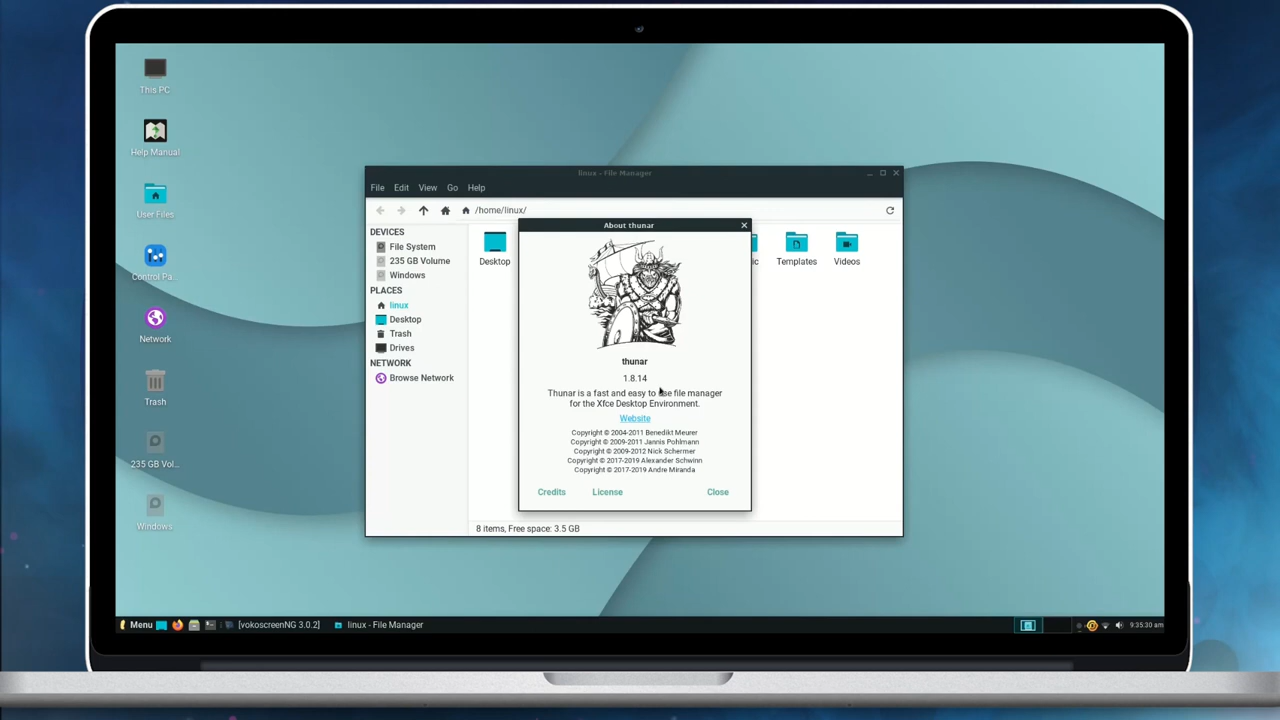 This PC
Help Manual
User Files
Control Pa...
Network
Trash
235 GB Vol...
Windows
linux - File Manager
File Edit View Go Help
/home/linux/
DEVICES
File System
235 GB Volume
Windows
PLACES
linux
Desktop
Trash
Drives
NETWORK
Browse Network
Desktop
Templates
Videos
About thunar
thunar
1.8.14
Thunar is a fast and easy to use file manager
for the Xfce Desktop Environment.
Website
Copyright © 2004-2011 Benedikt Meurer
Copyright © 2009-2011 Jannis Pohlmann
Copyright © 2009-2012 Nick Schermer
Copyright © 2017-2019 Alexander Schwinn
Copyright © 2017-2019 Andre Miranda
Credits License Close
8 items, Free space: 3.5 GB
Menu [vokoscreenNG 3.0.2] linux - File Manager 9:35:30 am